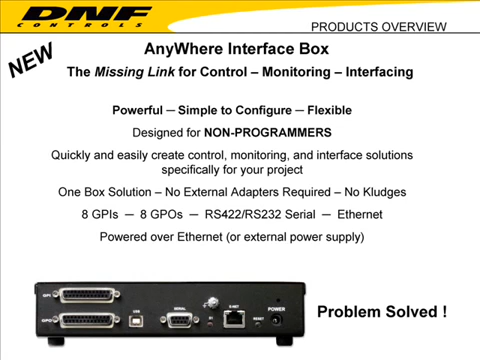 DNF
CONTROLS
PRODUCTS OVERVIEW
NEW
AnyWhere Interface Box
The Missing Link for Control – Monitoring – Interfacing
Powerful — Simple to Configure — Flexible
Designed for NON-PROGRAMMERS
Quickly and easily create control, monitoring, and interface solutions
specifically for your project
One Box Solution – No External Adapters Required – No Kludges
8 GPIs — 8 GPOs — RS422/RS232 Serial — Ethernet
Powered over Ethernet (or external power supply)
GPI
GPO
USB
SERIAL
E-NET
RESET
POWER
Problem Solved !